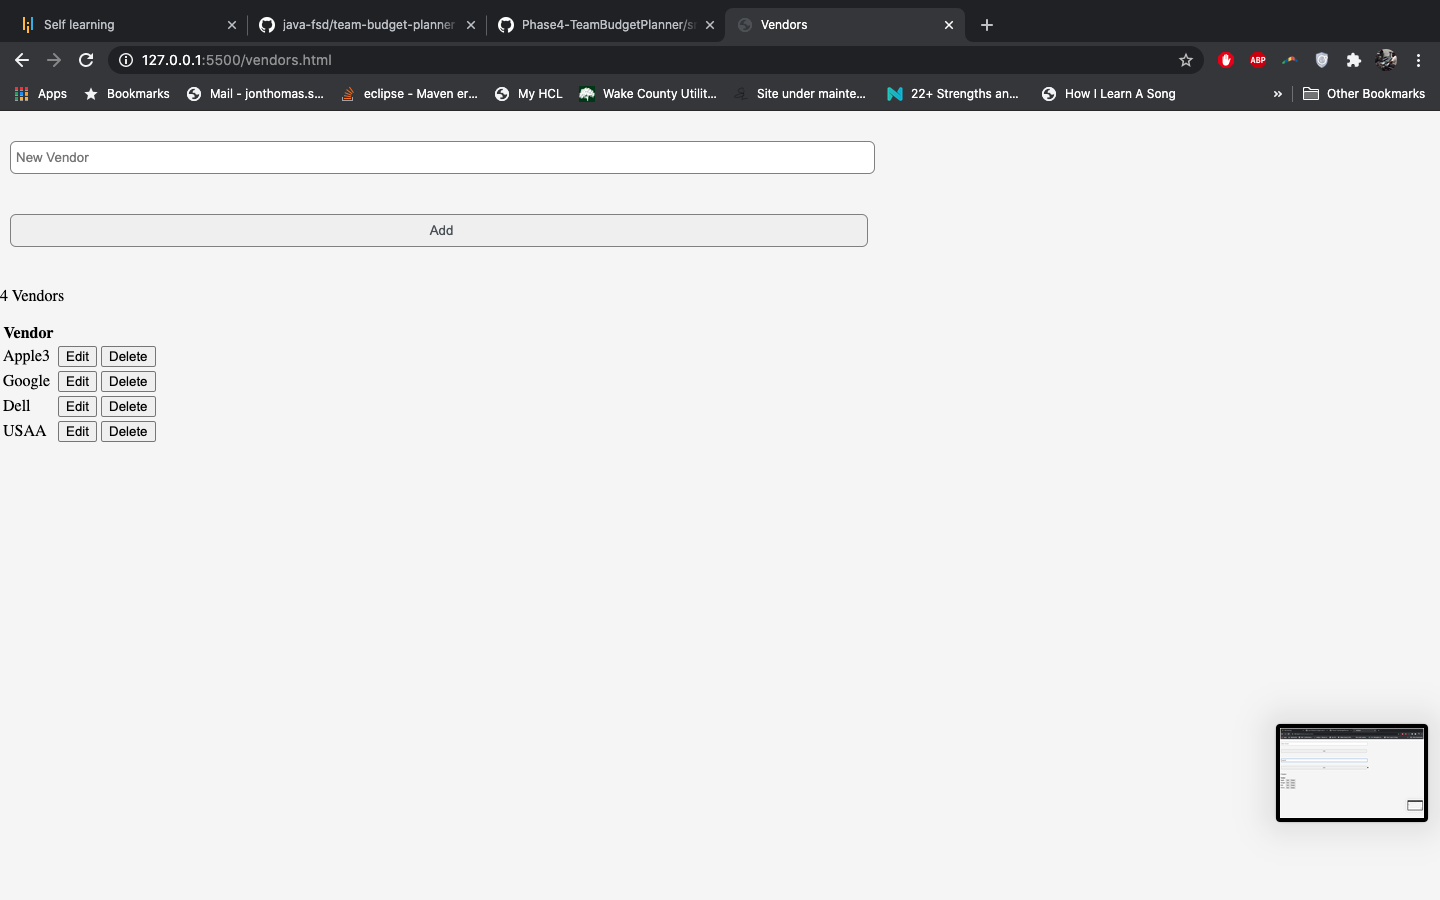 Self learning
java-fsd/team-budget-planner
Phase4-TeamBudgetPlanner/s
Vendors
127.0.0.1:5500/vendors.html
ABP
Apps
Bookmarks
Mail - jonthomas.s...
eclipse - Maven er...
My HCL
Wake County Utilit...
Site under mainte...
22+ Strengths an...
How I Learn A Song
»
Other Bookmarks
New Vendor
Add
4 Vendors
Vendor
Apple3 Edit Delete
Google Edit Delete
Dell Edit Delete
USAA Edit Delete